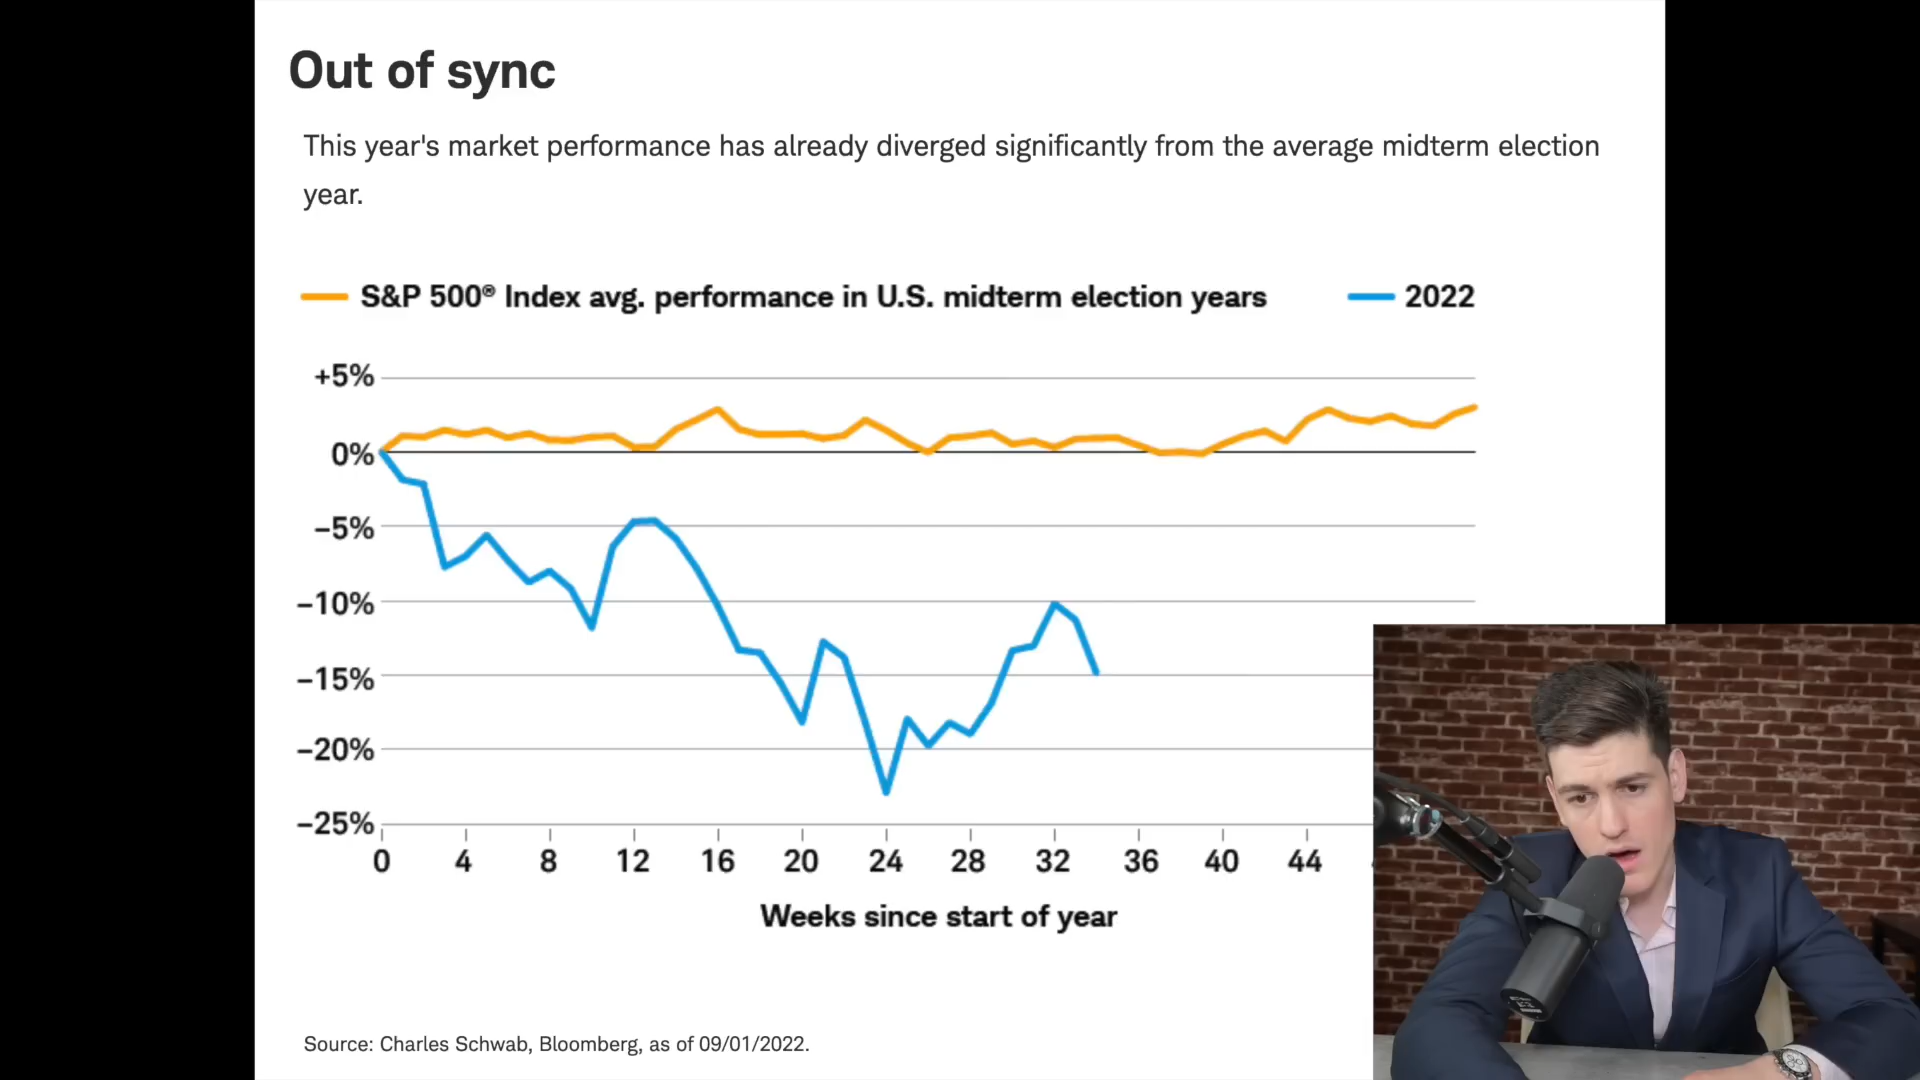 Out of sync
This year's market performance has already diverged significantly from the average midterm election
year.
S&P 500® Index avg. performance in U.S. midterm election years
2022
+5%
0%
–5%
–10%
–15%
–20%
–25%
0 4 8 12 16 20 24 28 32 36 40 44
Weeks since start of year
Source: Charles Schwab, Bloomberg, as of 09/01/2022.